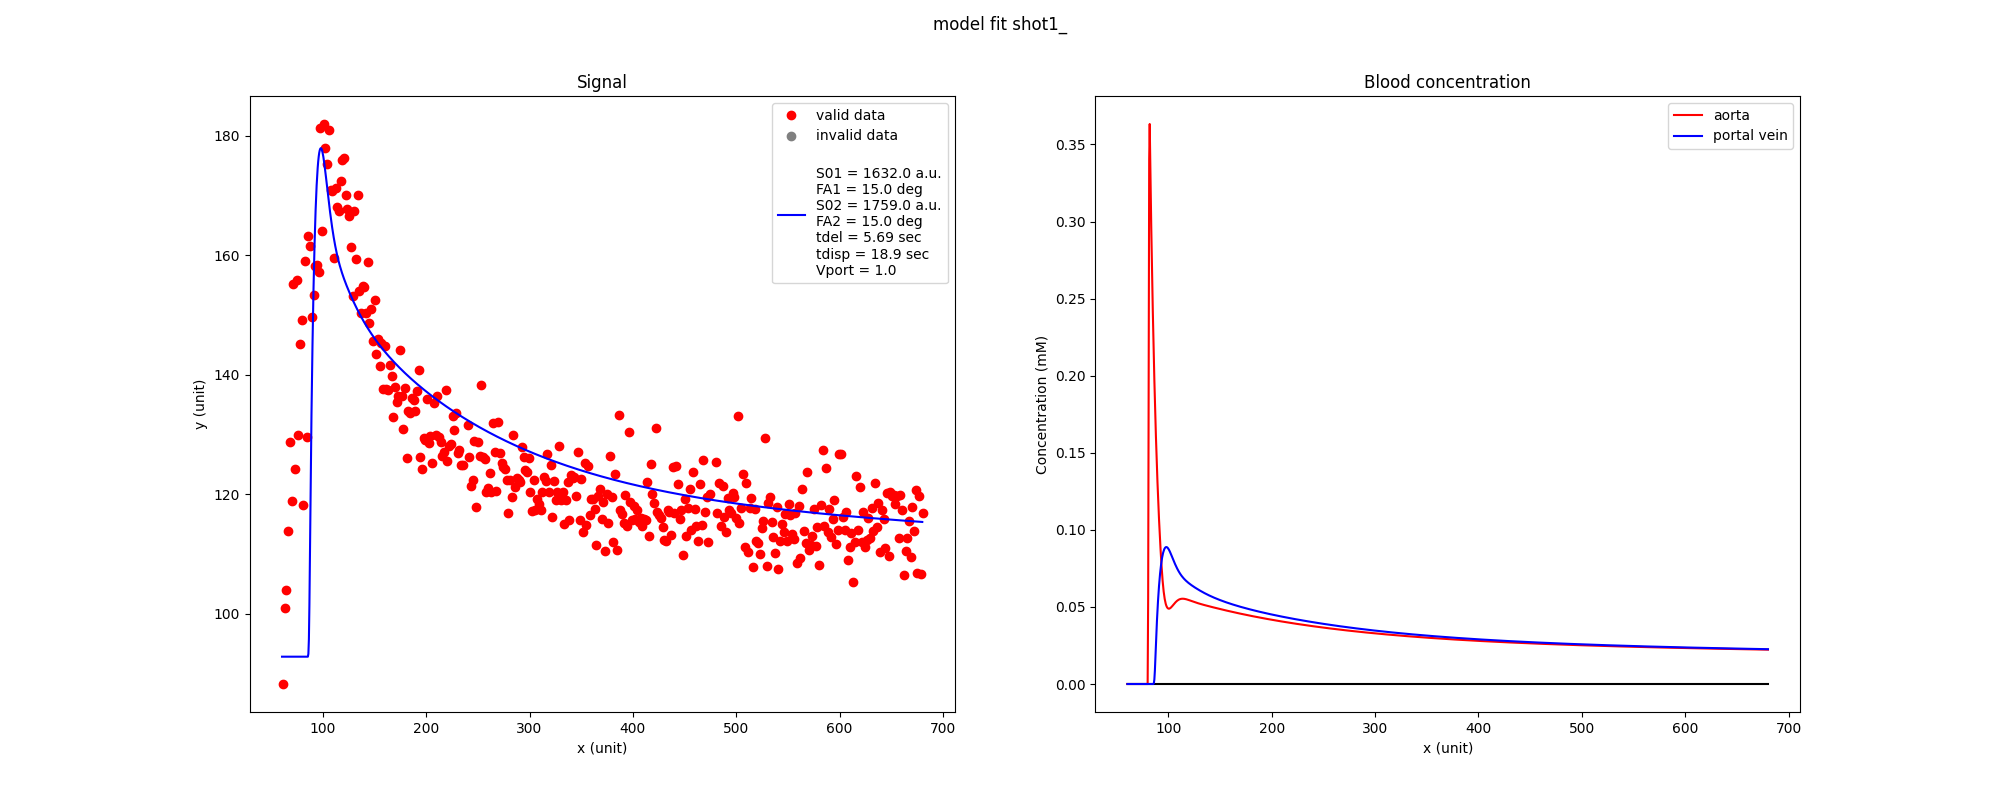 model fit shot1_
Signal
180
160
140
120
100
y (unit)
100 200 300 400 500 600 700
x (unit)
valid data
invalid data
S01 = 1632.0 a.u.
FA1 = 15.0 deg
S02 = 1759.0 a.u.
FA2 = 15.0 deg
tdel = 5.69 sec
tdisp = 18.9 sec
Vport = 1.0
Blood concentration
0.35
0.30
0.25
0.20
0.15
0.10
0.05
0.00
Concentration (mM)
100 200 300 400 500 600 700
x (unit)
aorta
portal vein